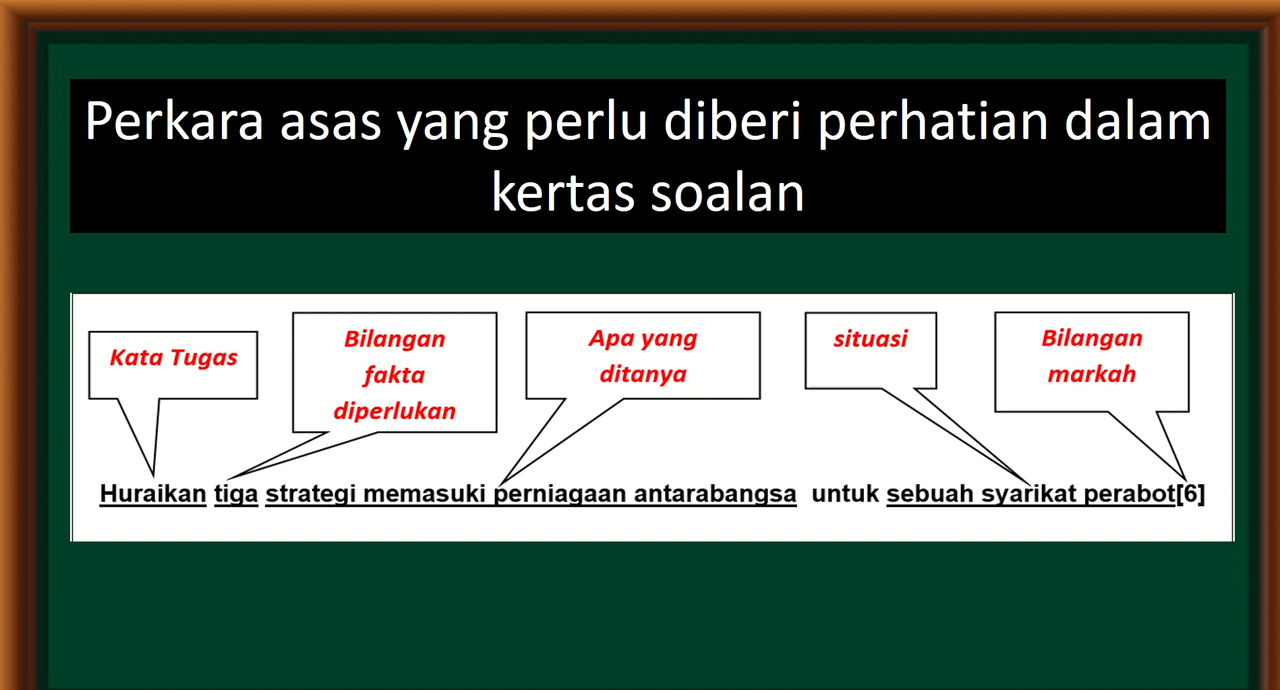 Perkara asas yang perlu diberi perhatian dalam
kertas soalan
Kata Tugas
Bilangan
fakta
diperlukan
Apa yang
ditanya
situasi
Bilangan
markah
Huraikan tiga strategi memasuki perniagaan antarabangsa untuk sebuah syarikat perabot[6]